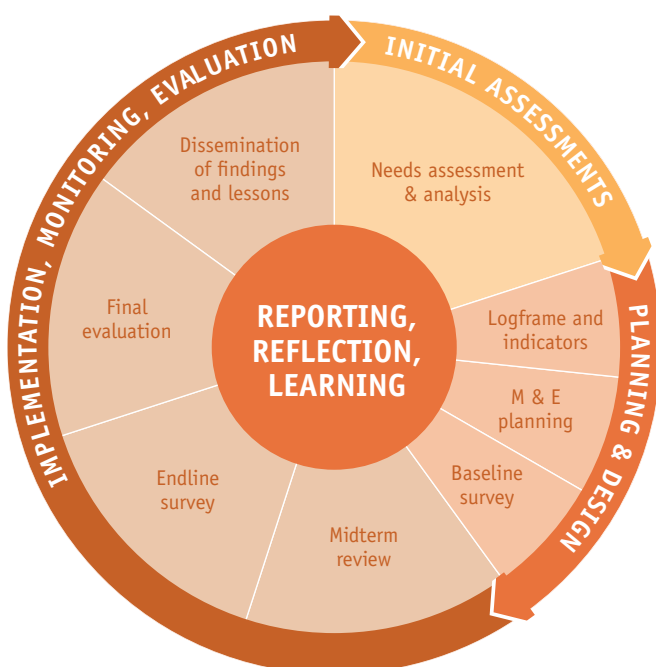 INITIAL ASSESSMENTS
PLANNING & DESIGN
IMPLEMENTATION, MONITORING, EVALUATION
Needs assessment
& analysis
Logframe and
indicators
M & E
planning
Baseline
survey
Midterm
review
Endline
survey
Final
evaluation
Dissemination
of findings
and lessons
REPORTING,
REFLECTION,
LEARNING